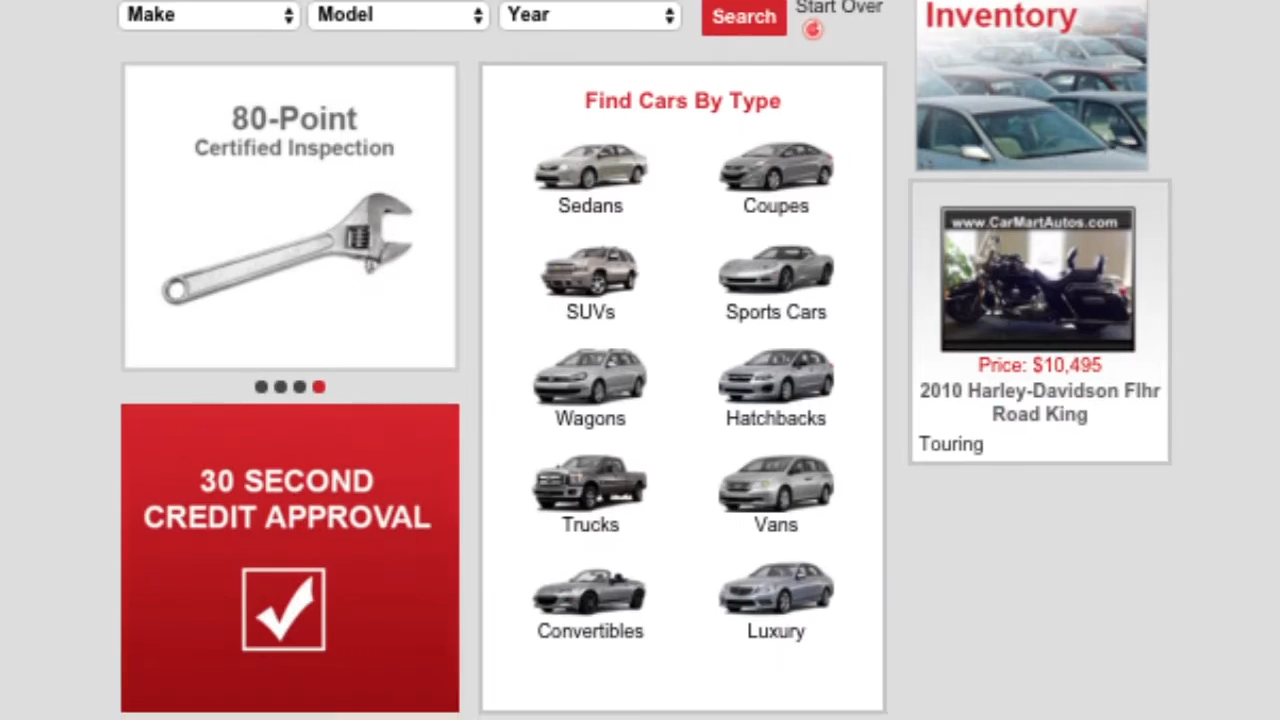 Make
Model
Year
Search
Start Over
Inventory
80-Point
Certified Inspection
30 SECOND
CREDIT APPROVAL
Find Cars By Type
Sedans
Coupes
SUVs
Sports Cars
Wagons
Hatchbacks
Trucks
Vans
Convertibles
Luxury
www.CarMartAutos.com
Price: $10,495
2010 Harley-Davidson Flhr
Road King
Touring